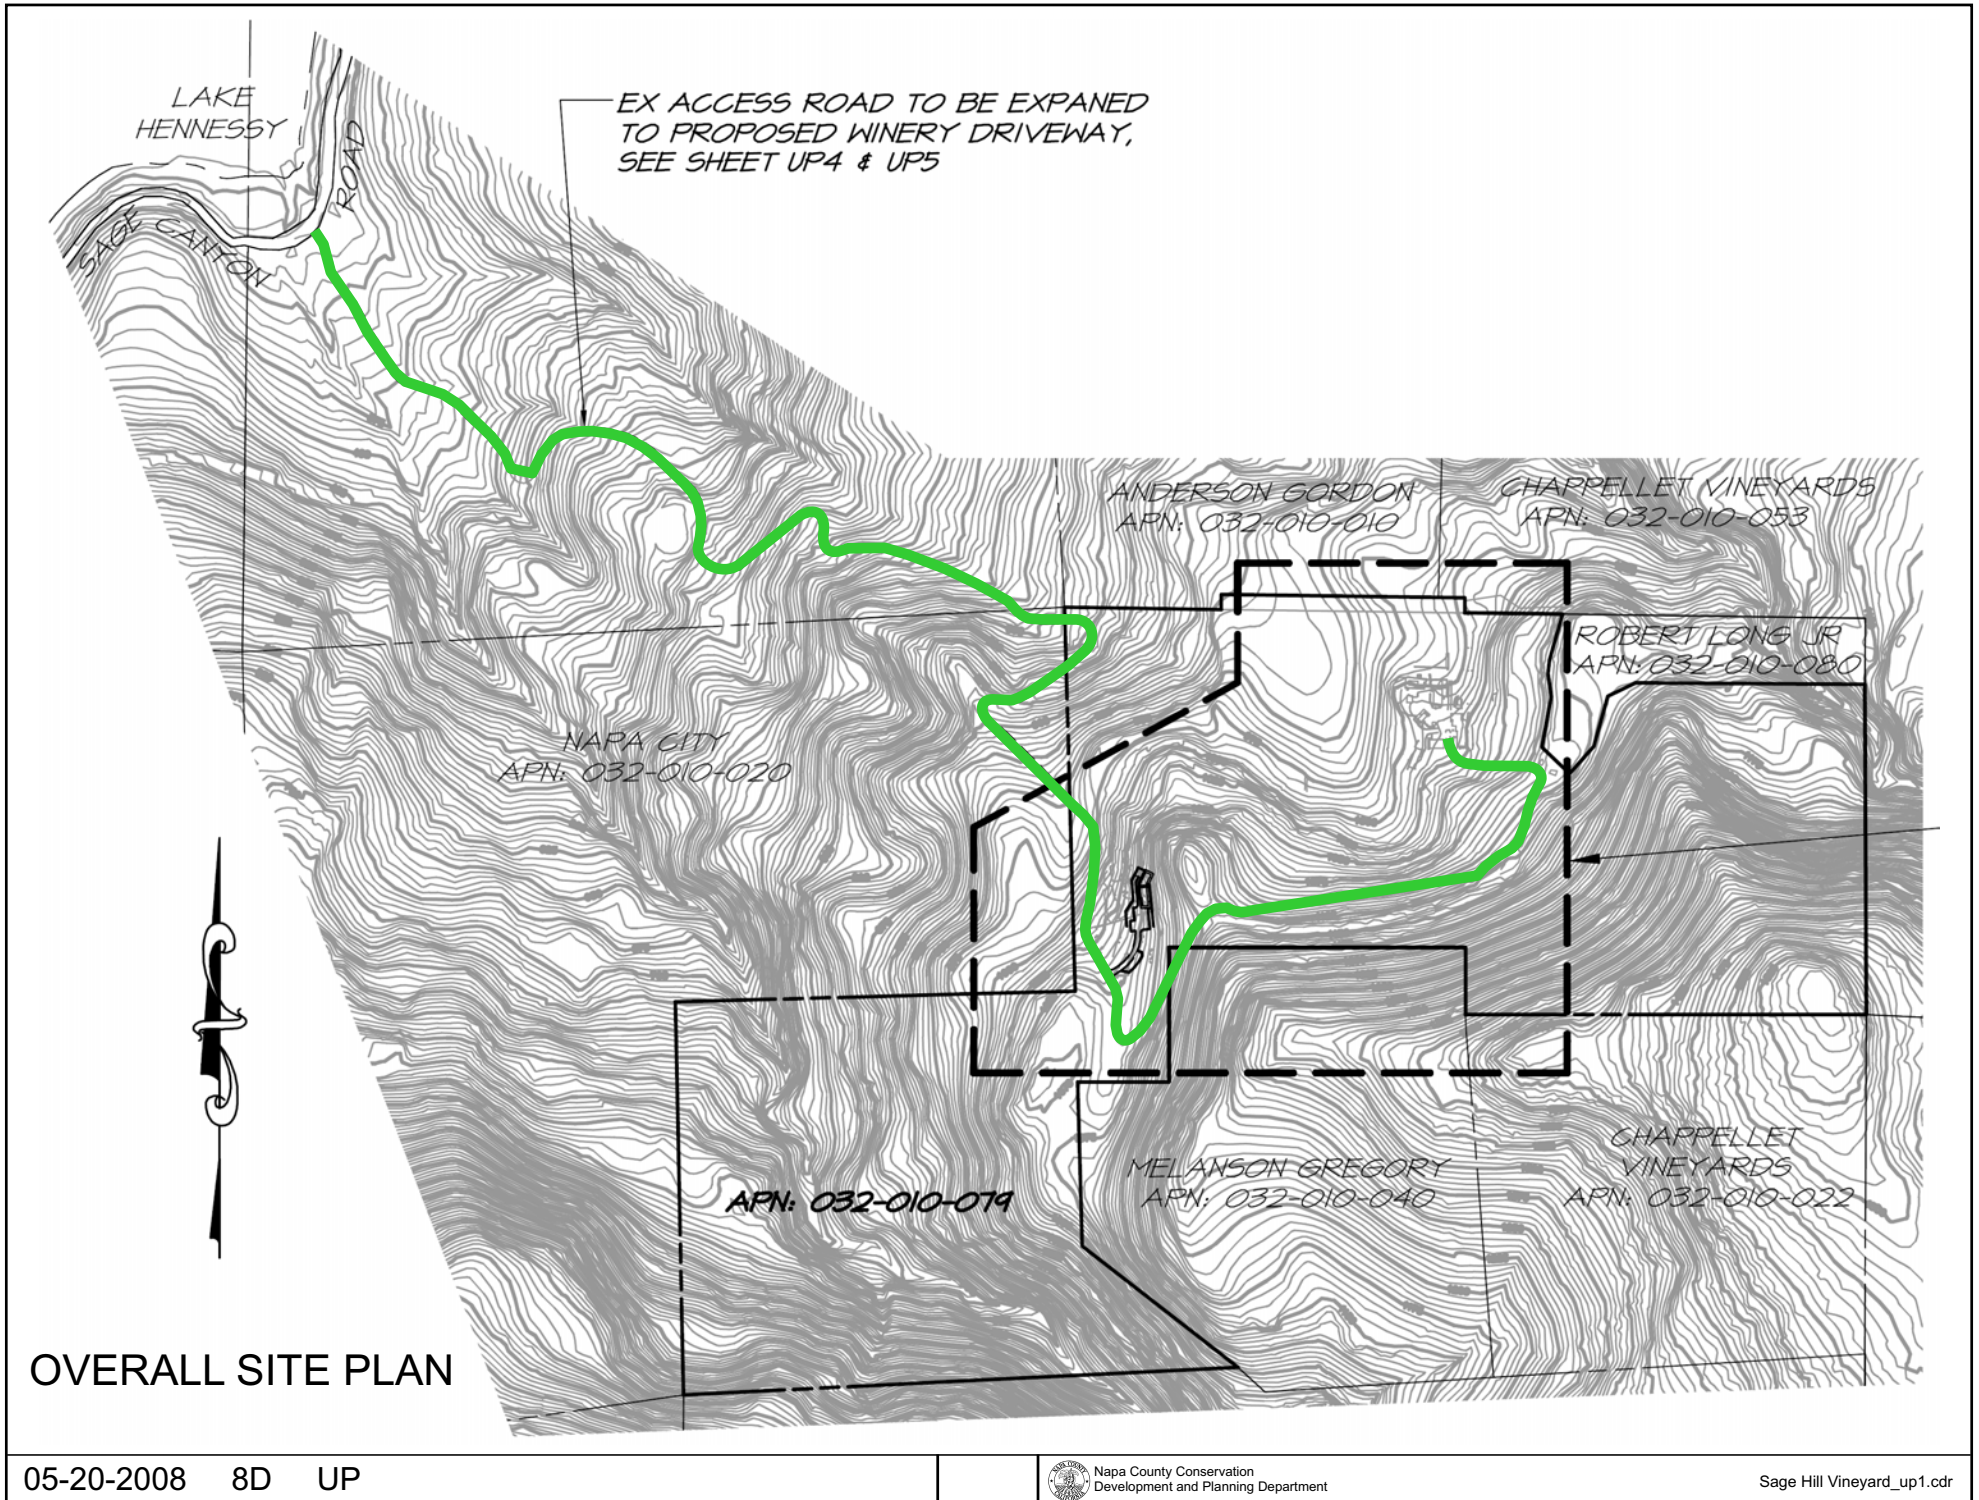 LAKE
HENNESSY
EX ACCESS ROAD TO BE EXPANED
TO PROPOSED WINERY DRIVEWAY,
SEE SHEET UP4 & UP5
SAGE CANYON ROAD
ANDERSON GORDON
APN: 032-010-010
CHAPPELLET VINEYARDS
APN: 032-010-053
ROBERT LONG JR
APN: 032-010-080
NAPA CITY
APN: 032-010-020
APN: 032-010-079
MELANSON GREGORY
APN: 032-010-040
CHAPPELLET
VINEYARDS
APN: 032-010-022
OVERALL SITE PLAN
05-20-2008 8D UP
Napa County Conservation
Development and Planning Department
Sage Hill Vineyard_up1.cdr